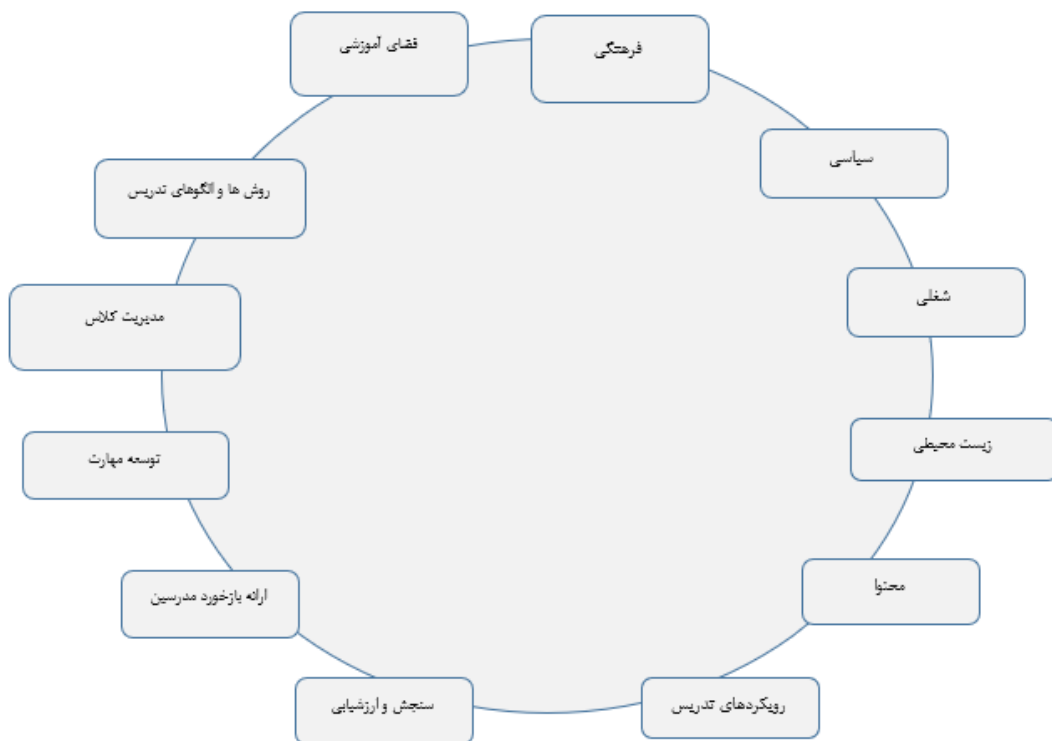 فضای آموزشی
فرهنگی
سیاسی
روش ها و الگوهای تدریس
شغلی
مدیریت کلاس
زیست محیطی
توسعه مهارت
محتوا
ارائه بازخورد مدرسین
رویکردهای تدریس
سنجش و ارزشیابی